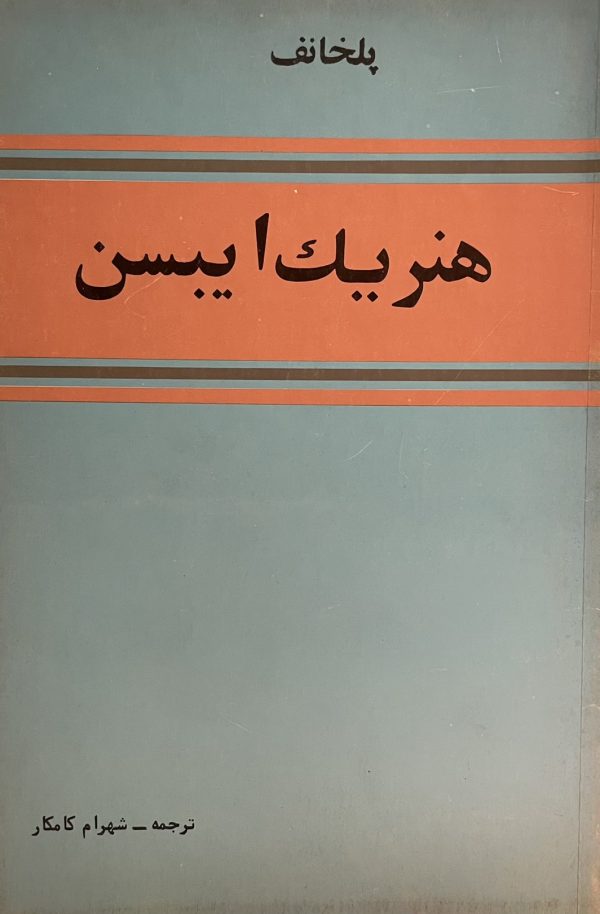 پلخانف
هنریك ایبسن
ترجمه ـ شهرام کامکار